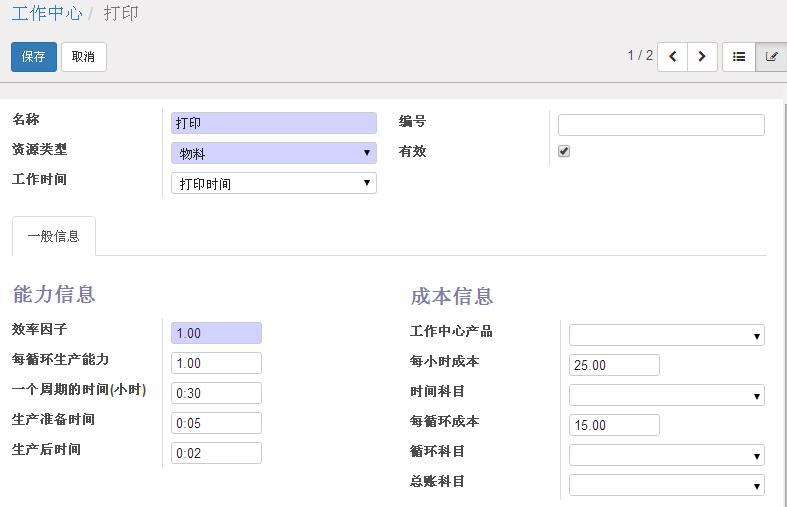 工作中心 / 打印
保存 取消 1 / 2
名称 打印 编号
资源类型 物料 有效
工作时间 打印时间
一般信息
能力信息 成本信息
效率因子 1.00 工作中心产品
每循环生产能力 1.00 每小时成本 25.00
一个周期的时间(小时) 0:30 时间科目
生产准备时间 0:05 每循环成本 15.00
生产后时间 0:02 循环科目
总账科目